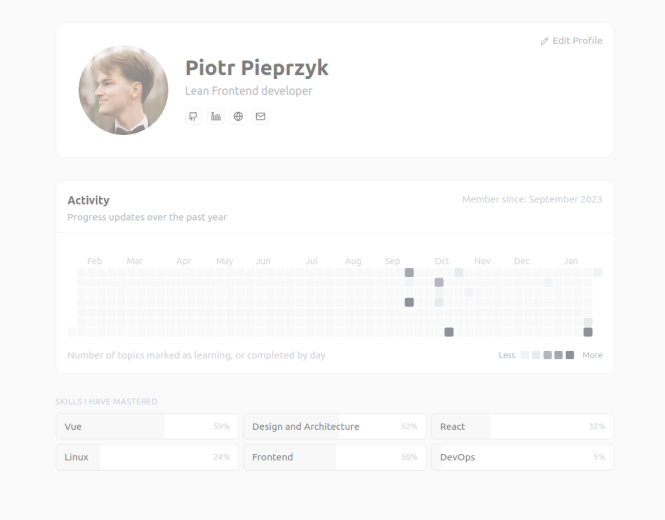 Edit Profile
Piotr Pieprzyk
Lean Frontend developer
Activity
Member since: September 2023
Progress updates over the past year
Feb Mar Apr May Jun Jul Aug Sep Oct Nov Dec Jan
Number of topics marked as learning, or completed by day
Less More
SKILLS I HAVE MASTERED
Vue 59% Design and Architecture 52% React 32%
Linux 24% Frontend 50% DevOps 5%